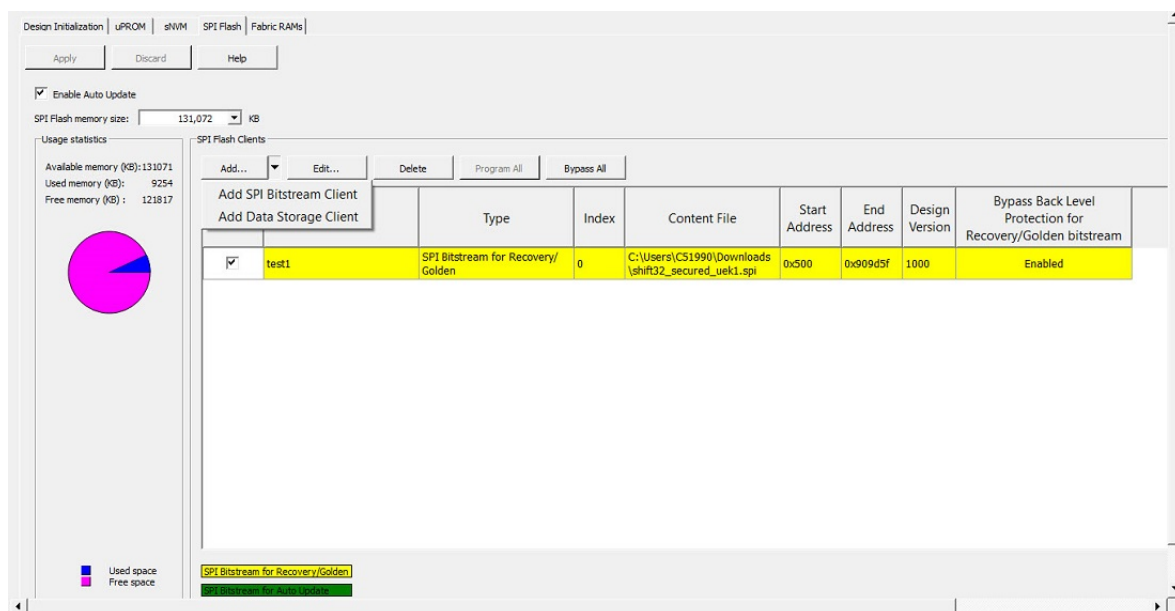 Design Initialization uPROM sNVM SPI Flash Fabric RAMs
Apply Discard Help
Enable Auto Update
SPI Flash memory size: 131,072 KB
Usage statistics
Available memory (KB): 131071
Used memory (KB): 9254
Free memory (KB) : 121817
Used space
Free space
SPI Flash Clients
Add... Edit... Delete Program All Bypass All
Add SPI Bitstream Client
Add Data Storage Client
Type Index Content File Start Address End Address Design Version Bypass Back Level Protection for Recovery/Golden bitstream
test1 SPI Bitstream for Recovery/ Golden 0 C:\Users\C51990\Downloads \shift32_secured_uek1.spi 0x500 0x909d5f 1000 Enabled
SPI Bitstream for Recovery/Golden
SPI Bitstream for Auto Update